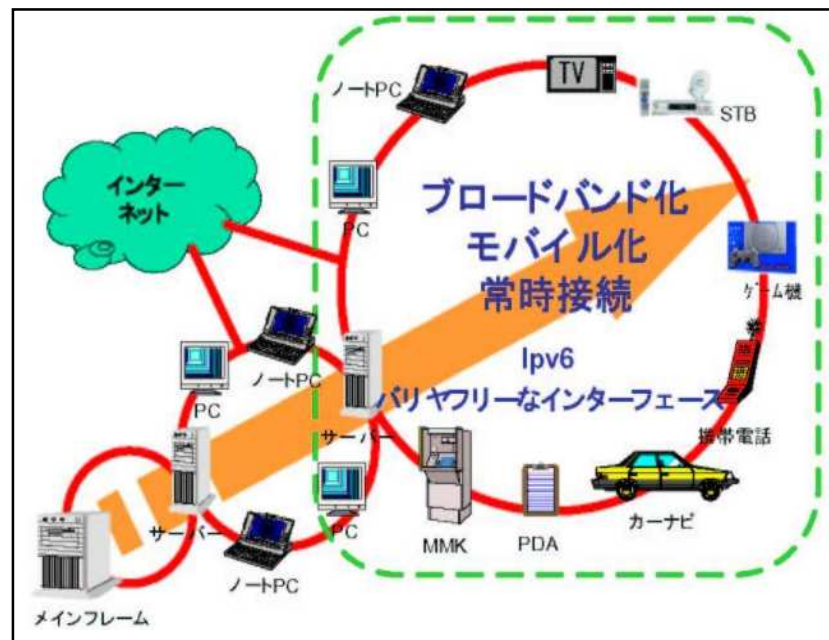 TV
ノートPC
STB
インター
ネット
PC
ブロードバンド化
モバイル化
常時接続
ゲーム機
Ipv6
バリヤフリーなインターフェース
PC
ノートPC
サーバー
携帯電話
サーバー
PC
MMK
PDA
カーナビ
ノートPC
メインフレーム